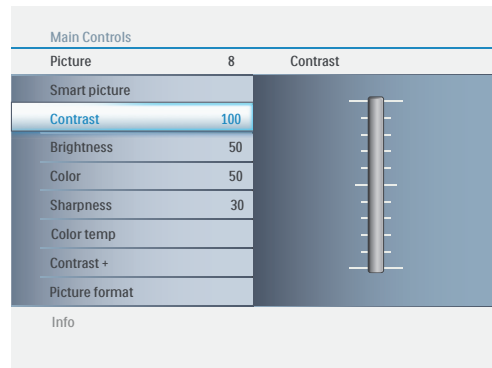 Main Controls
Picture 8 Contrast
Smart picture
Contrast 100
Brightness 50
Color 50
Sharpness 30
Color temp
Contrast +
Picture format
Info